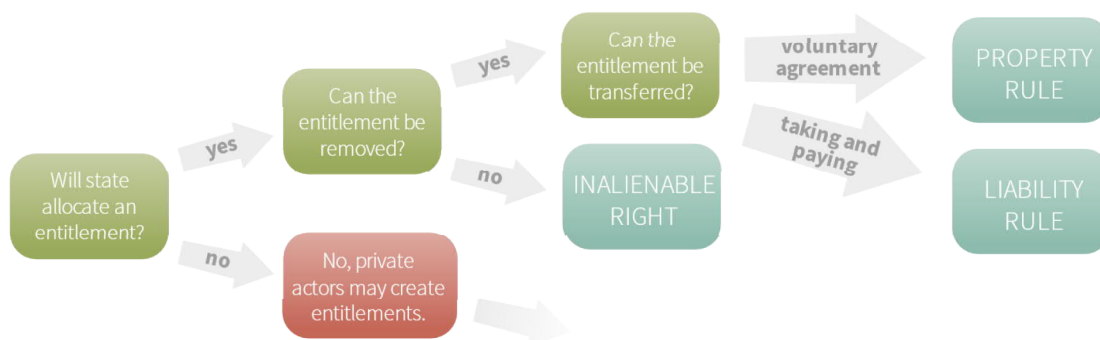 Will state
allocate an
entitlement?
yes
no
Can the
entitlement be
removed?
No, private
actors may create
entitlements.
yes
no
Can the
entitlement be
transferred?
INALIENABLE
RIGHT
voluntary
agreement
taking and
paying
PROPERTY
RULE
LIABILITY
RULE